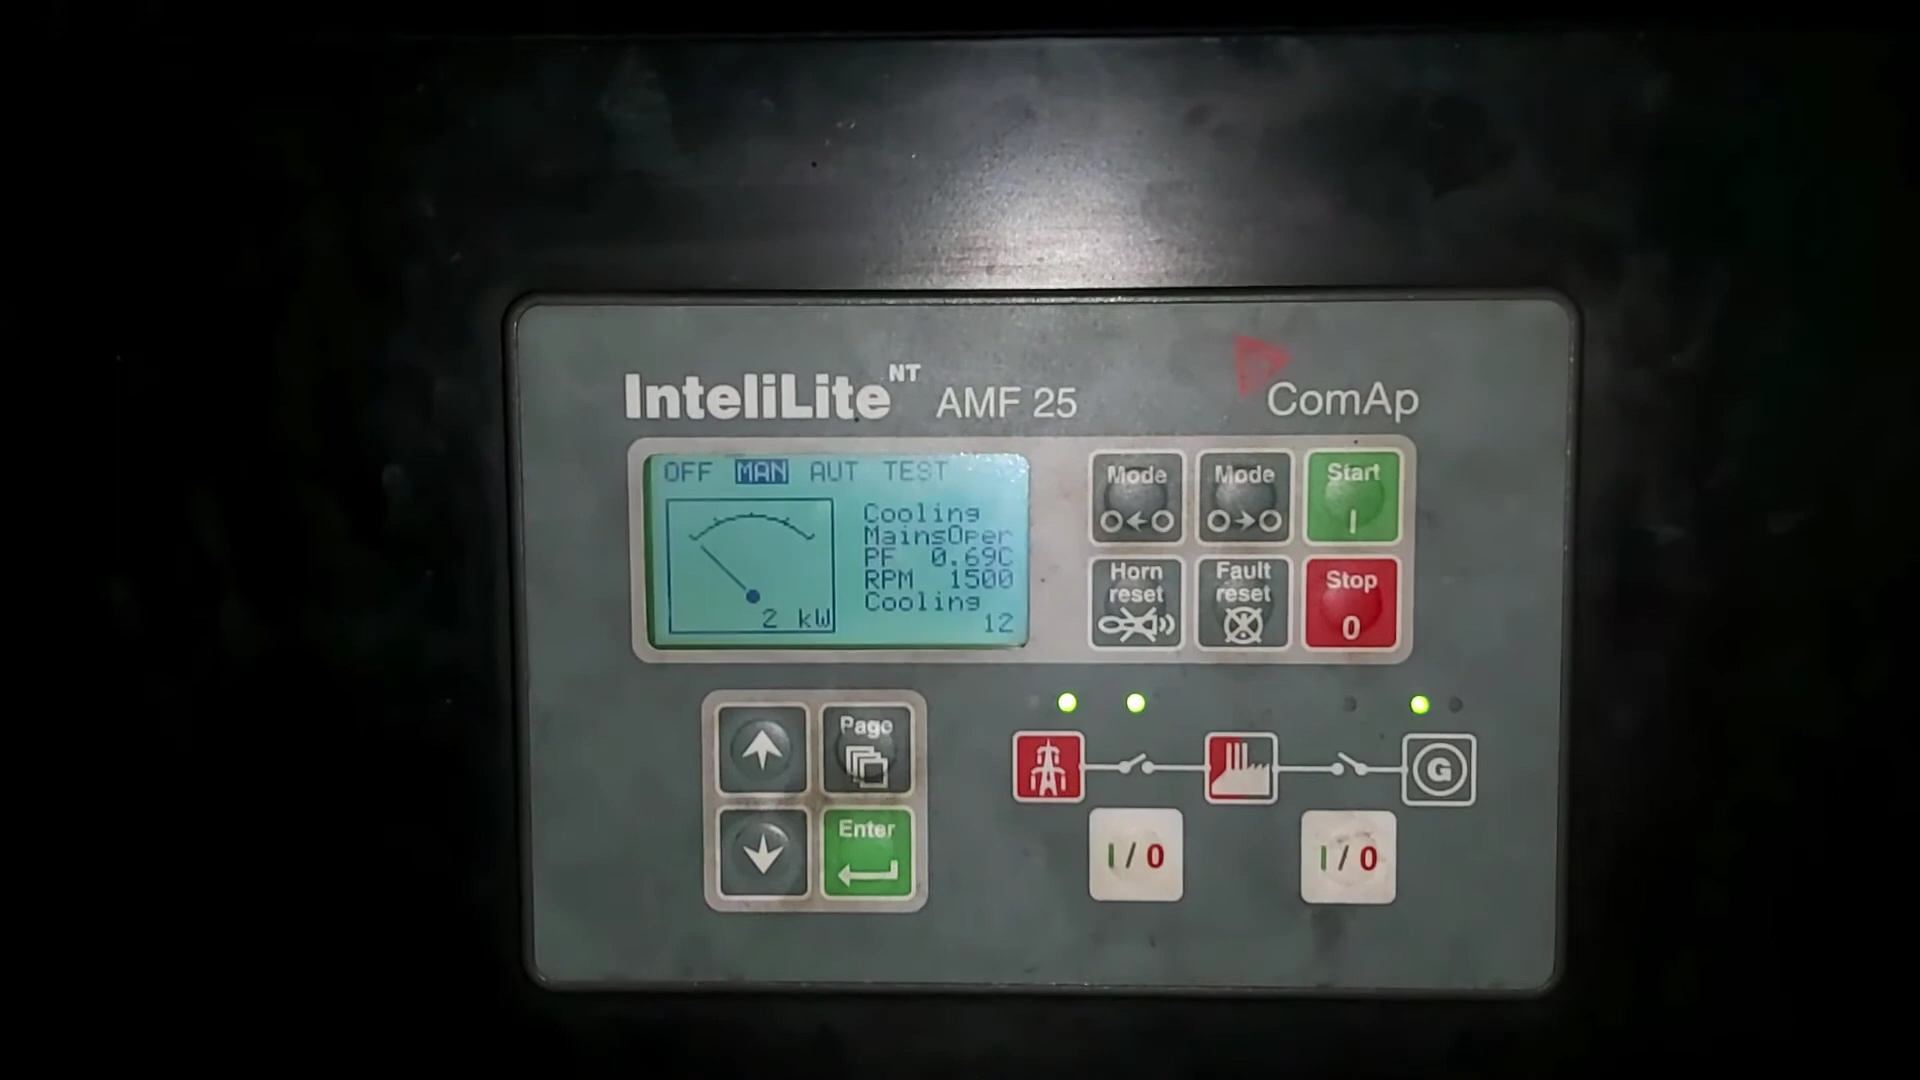 InteliLite NT AMF 25
ComAp
OFF MAN AUT TEST
Cooling
MainsOper
PF 0.69C
RPM 1500
Cooling
12
2 kW
Mode
Mode
Start
I
Horn
reset
Fault
reset
Stop
0
Page
Enter
G
I/0
I/0